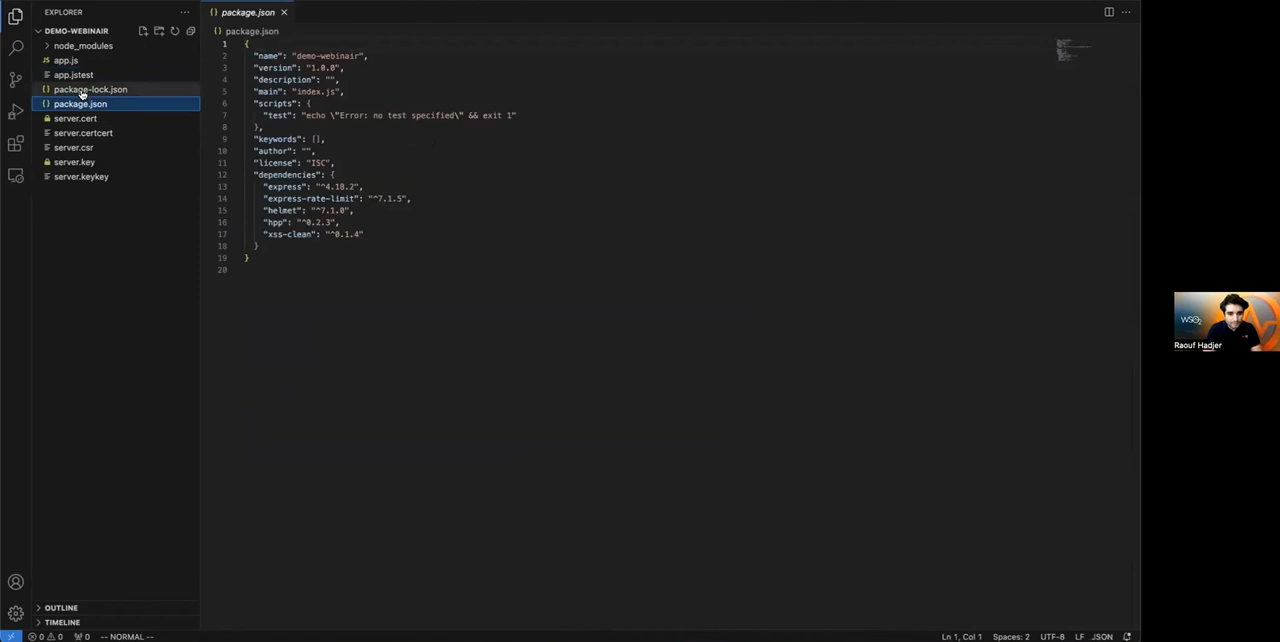 EXPLORER
DEMO-WEBINAIR
node_modules
app.js
app.jstest
package-lock.json
package.json
server.cert
server.certcert
server.csr
server.key
server.keykey
OUTLINE
TIMELINE
package.json
package.json
1 {
2 "name": "demo-webinair",
3 "version": "1.0.0",
4 "description": "",
5 "main": "index.js",
6 "scripts": {
7 "test": "echo \"Error: no test specified\" && exit 1"
8 },
9 "keywords": [],
10 "author": "",
11 "license": "ISC",
12 "dependencies": {
13 "express": "^4.18.2",
14 "express-rate-limit": "^7.1.5",
15 "helmet": "^7.1.0",
16 "hpp": "^0.2.3",
17 "xss-clean": "^0.1.4"
18 }
19 }
20
WSO2
Raouf Hadjer
0 0 0 -- NORMAL -- Ln 1, Col 1 Spaces: 2 UTF-8 LF JSON